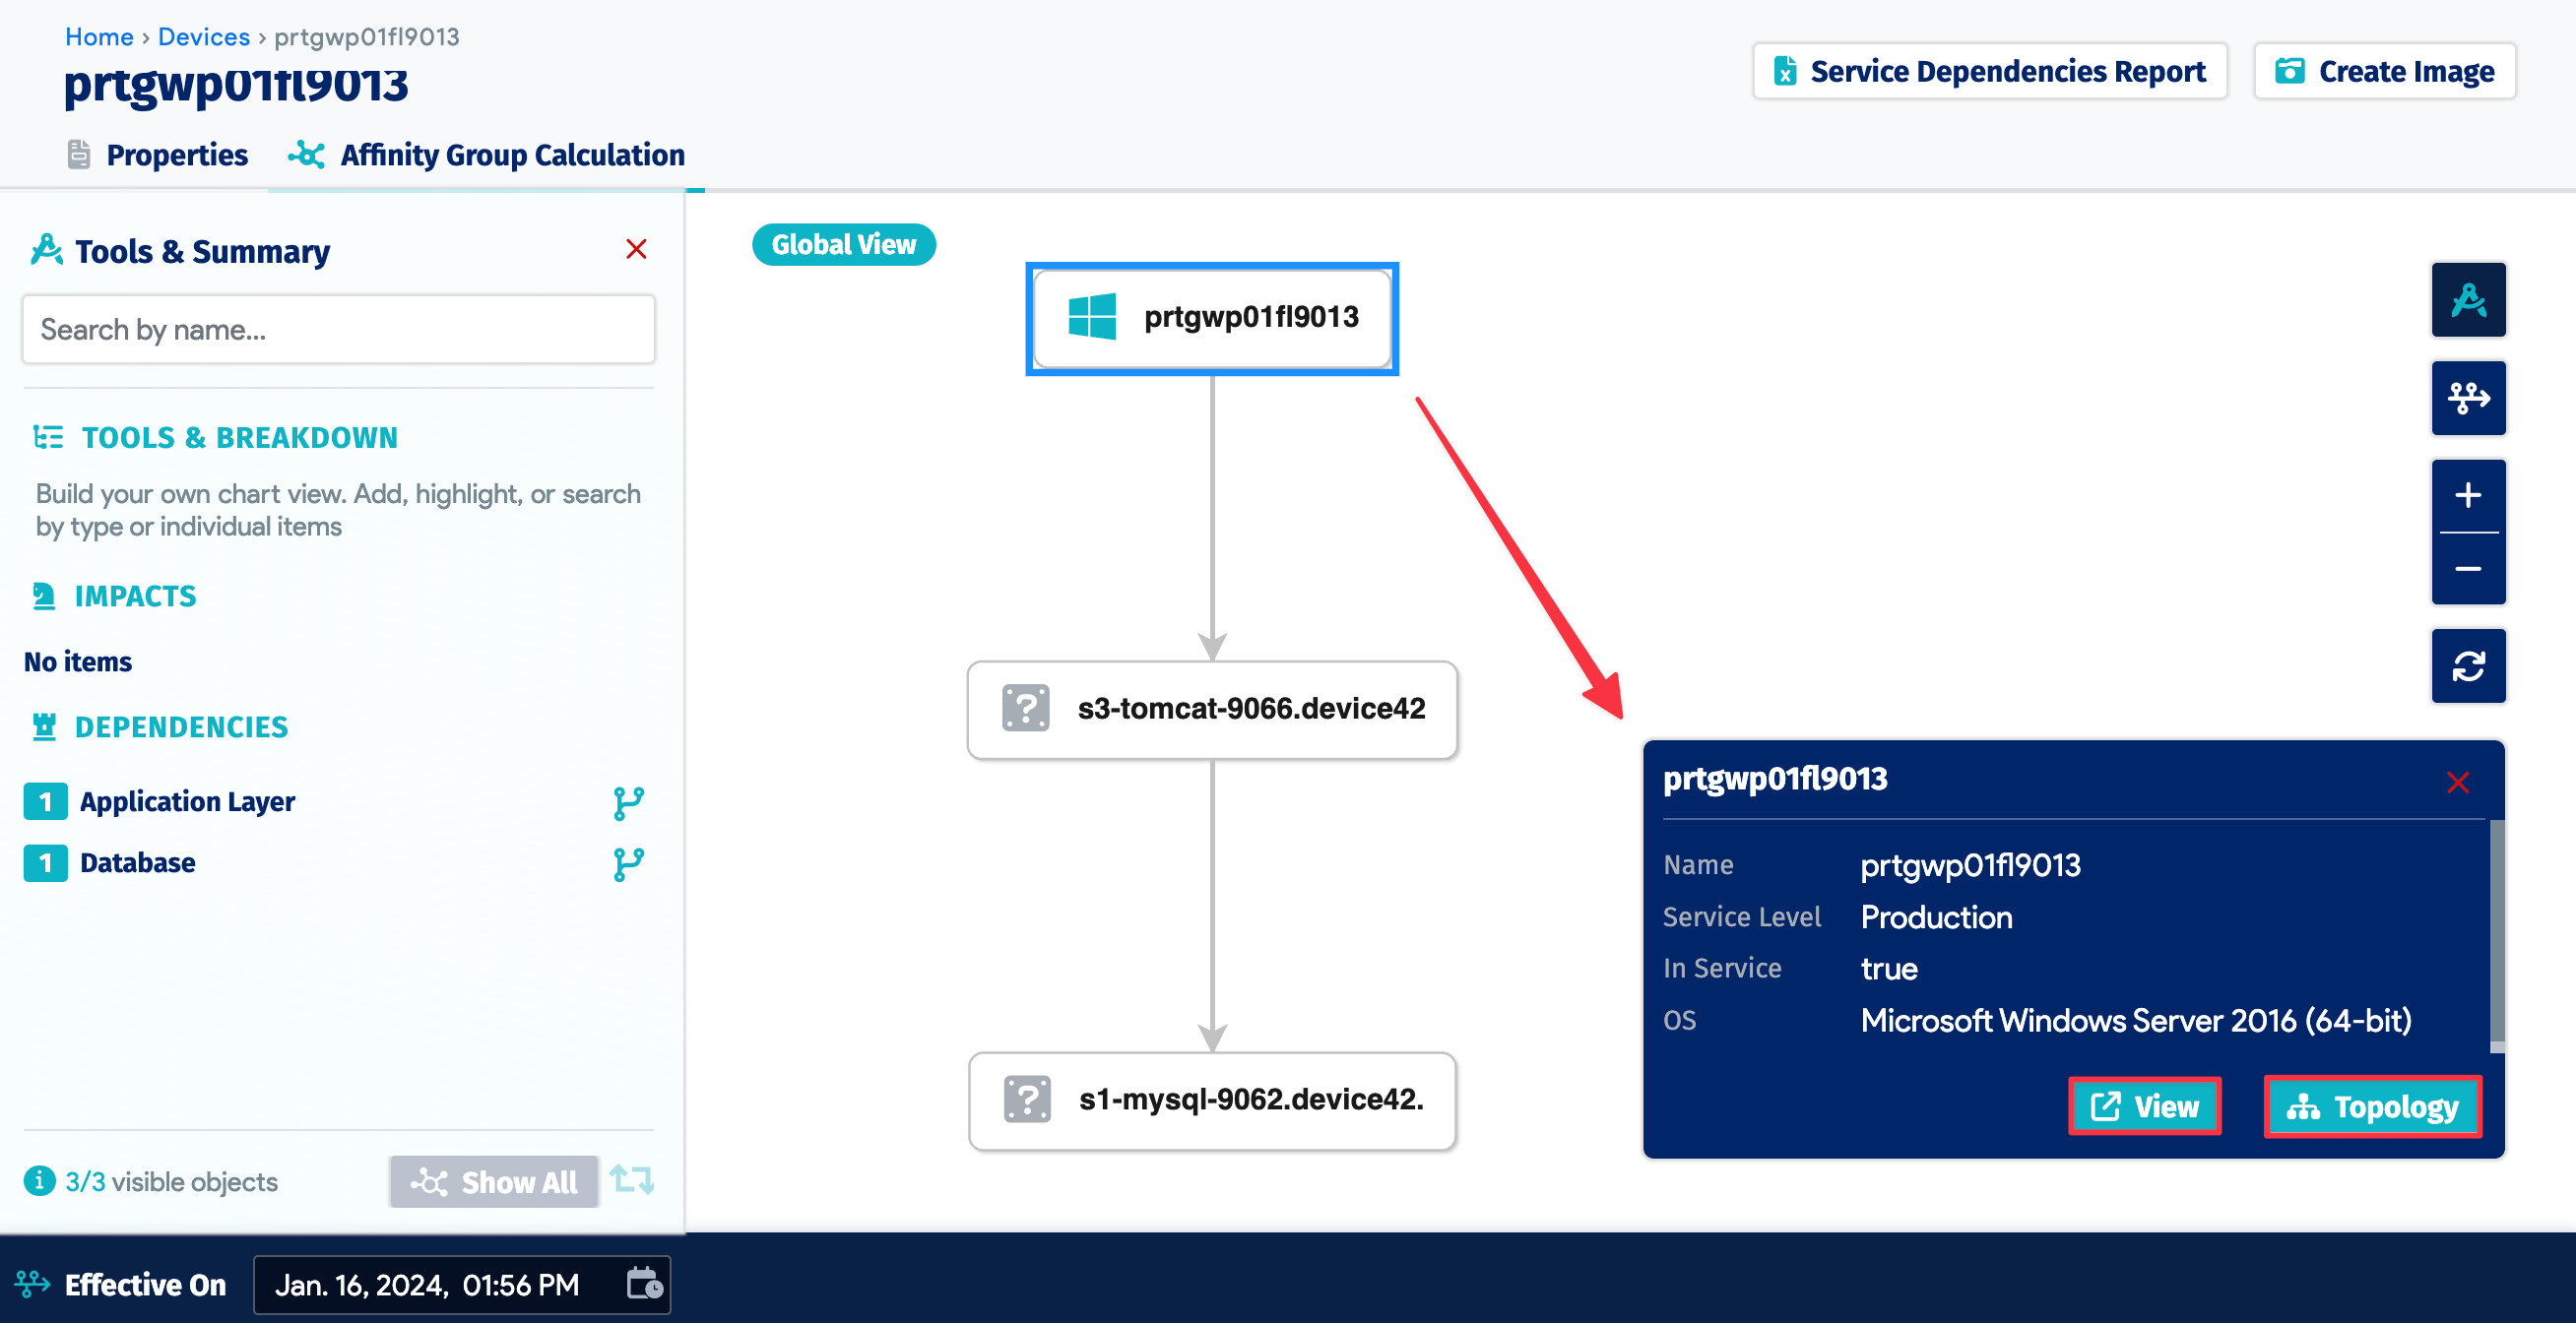 Home › Devices › prtgwp01fl9013
prtgwp01fl9013
Service Dependencies Report
Create Image
Properties
Affinity Group Calculation
Tools & Summary
Search by name...
TOOLS & BREAKDOWN
Build your own chart view. Add, highlight, or search
by type or individual items
IMPACTS
No items
DEPENDENCIES
1 Application Layer
1 Database
3/3 visible objects
Show All
Global View
prtgwp01fl9013
s3-tomcat-9066.device42
s1-mysql-9062.device42.
prtgwp01fl9013
Name prtgwp01fl9013
Service Level Production
In Service true
OS Microsoft Windows Server 2016 (64-bit)
View
Topology
Effective On
Jan. 16, 2024, 01:56 PM